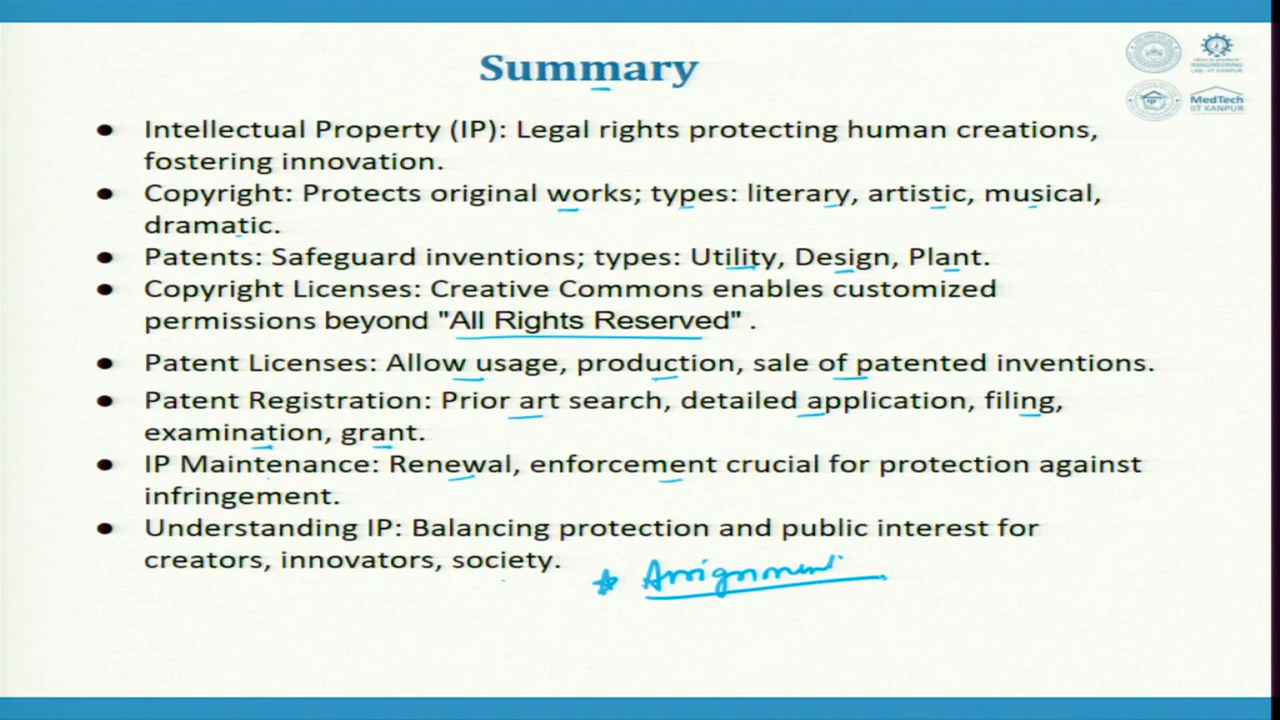 Summary
IMAGINEERING
LAB | IIT KANPUR
MedTech
IIT KANPUR
● Intellectual Property (IP): Legal rights protecting human creations,
fostering innovation.
● Copyright: Protects original works; types: literary, artistic, musical,
dramatic.
● Patents: Safeguard inventions; types: Utility, Design, Plant.
● Copyright Licenses: Creative Commons enables customized
permissions beyond "All Rights Reserved" .
● Patent Licenses: Allow usage, production, sale of patented inventions.
● Patent Registration: Prior art search, detailed application, filing,
examination, grant.
● IP Maintenance: Renewal, enforcement crucial for protection against
infringement.
● Understanding IP: Balancing protection and public interest for
creators, innovators, society.
* Assignment